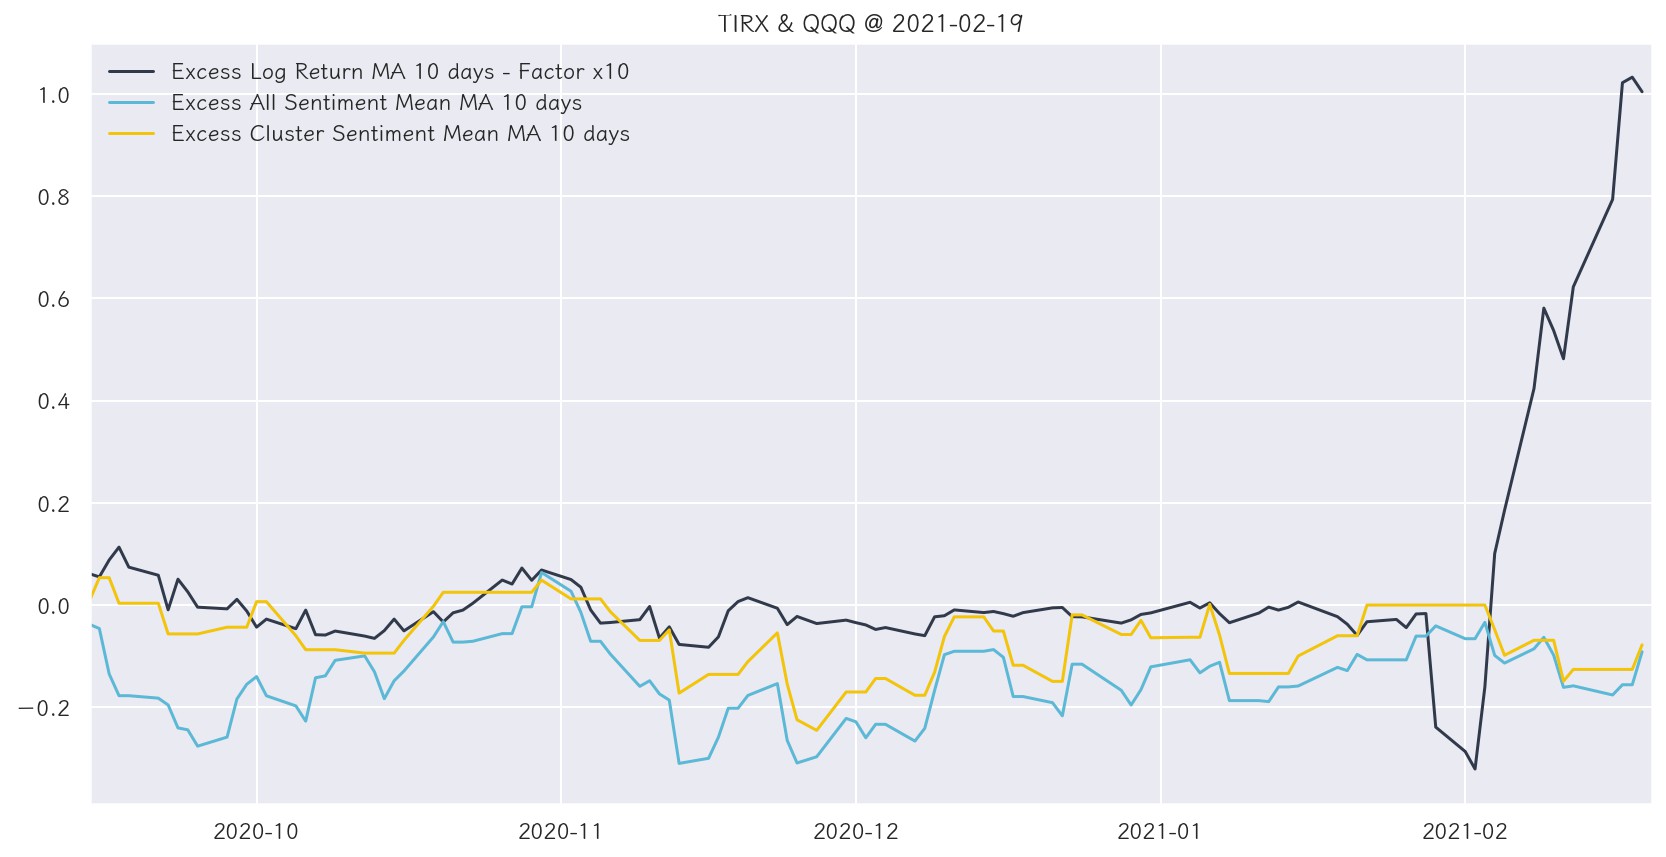 TIRX & QQQ @ 2021-02-19
Excess Log Return MA 10 days - Factor x10
Excess All Sentiment Mean MA 10 days
Excess Cluster Sentiment Mean MA 10 days
1.0
0.8
0.6
0.4
0.2
0.0
−0.2
2020-10 2020-11 2020-12 2021-01 2021-02